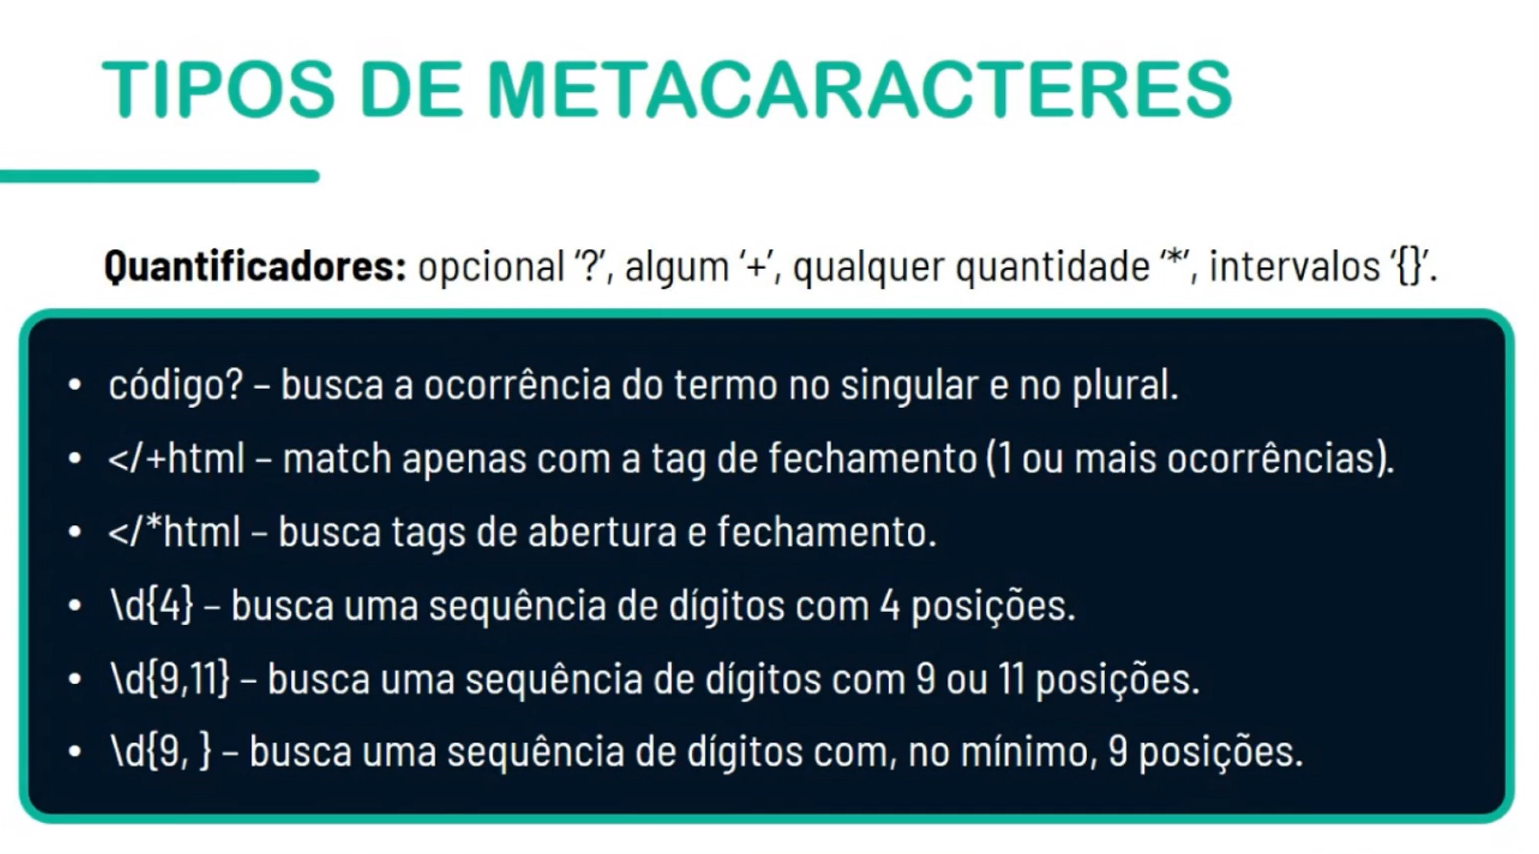 TIPOS DE METACARACTERES
Quantificadores: opcional ‘?’, algum ‘+’, qualquer quantidade ‘*’, intervalos ‘{}’.
• código? – busca a ocorrência do termo no singular e no plural.
• </+html – match apenas com a tag de fechamento (1 ou mais ocorrências).
• </*html – busca tags de abertura e fechamento.
• \d{4} – busca uma sequência de dígitos com 4 posições.
• \d{9,11} – busca uma sequência de dígitos com 9 ou 11 posições.
• \d{9, } – busca uma sequência de dígitos com, no mínimo, 9 posições.